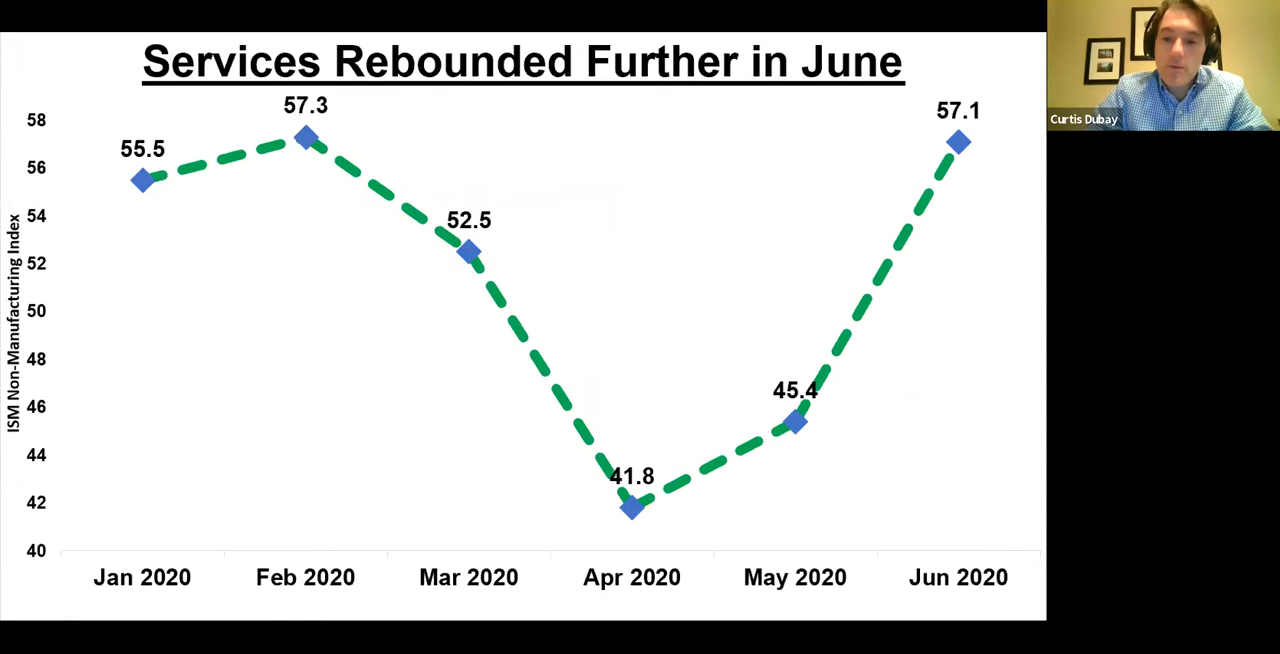 Services Rebounded Further in June
Curtis Dubay
ISM Non-Manufacturing Index
58
56
54
52
50
48
46
44
42
40
55.5
57.3
52.5
41.8
45.4
57.1
Jan 2020
Feb 2020
Mar 2020
Apr 2020
May 2020
Jun 2020